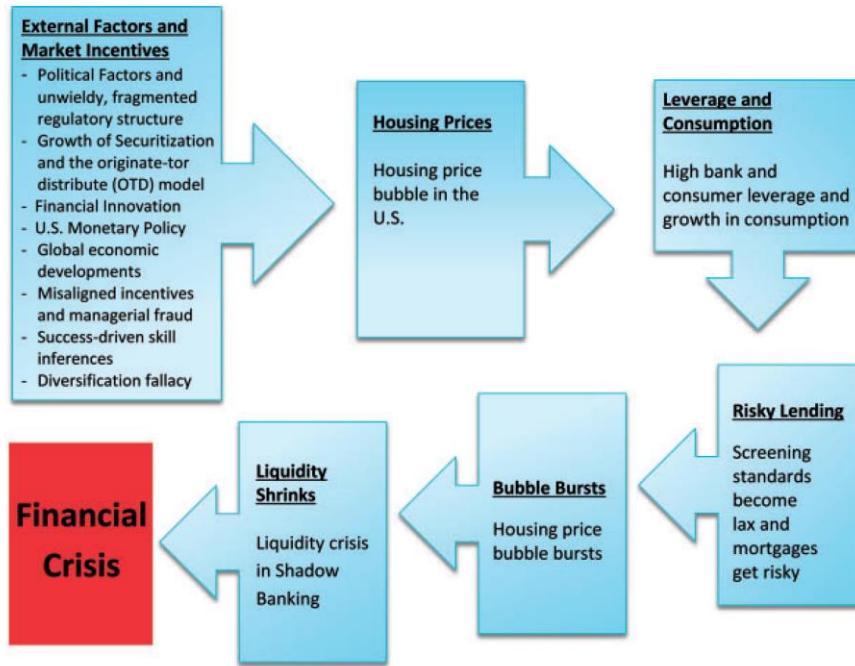 External Factors and
Market Incentives
- Political Factors and
unwieldy, fragmented
regulatory structure
- Growth of Securitization
and the originate-tor
distribute (OTD) model
- Financial Innovation
- U.S. Monetary Policy
- Global economic
developments
- Misaligned incentives
and managerial fraud
- Success-driven skill
inferences
- Diversification fallacy
Housing Prices
Housing price
bubble in the
U.S.
Leverage and
Consumption
High bank and
consumer leverage and
growth in consumption
Risky Lending
Screening
standards
become
lax and
mortgages
get risky
Bubble Bursts
Housing price
bubble bursts
Liquidity
Shrinks
Liquidity crisis
in Shadow
Banking
Financial
Crisis